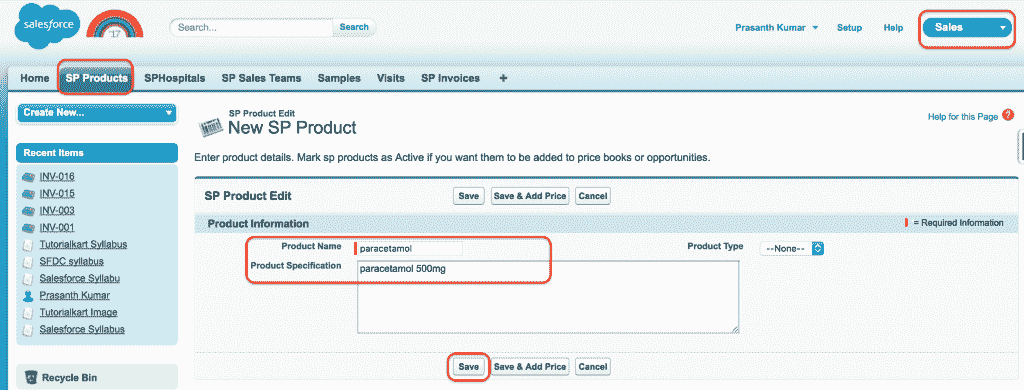 salesforce
'17
Search...
Search
Prasanth Kumar
Setup
Help
Sales
Home
SP Products
SPHospitals
SP Sales Teams
Samples
Visits
SP Invoices
+
Create New...
Recent Items
INV-016
INV-015
INV-003
INV-001
Tutorialkart Syllabus
SFDC syllabus
Salesforce Syllabu
Prasanth Kumar
Tutorialkart Image
Salesforce Syllabus
Recycle Bin
SP Product Edit
New SP Product
Help for this Page ?
Enter product details. Mark sp products as Active if you want them to be added to price books or opportunities.
SP Product Edit
Save
Save & Add Price
Cancel
Product Information
= Required Information
Product Name
paracetamol
Product Type
--None--
Product Specification
paracetamol 500mg
Save
Save & Add Price
Cancel